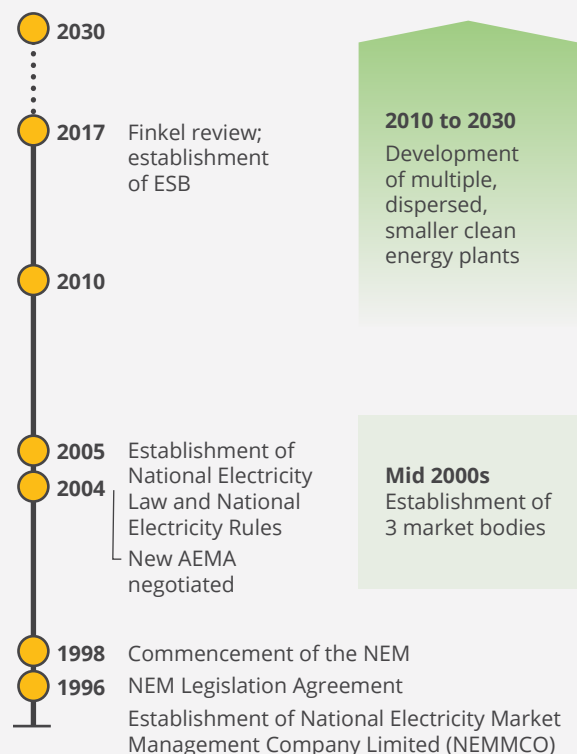 2030
2017 Finkel review;
establishment
of ESB
2010 to 2030
Development
of multiple,
dispersed,
smaller clean
energy plants
2010
2005 Establishment of
National Electricity
2004 Law and National
Electricity Rules
New AEMA
negotiated
Mid 2000s
Establishment of
3 market bodies
1998 Commencement of the NEM
1996 NEM Legislation Agreement
Establishment of National Electricity Market
Management Company Limited (NEMMCO)